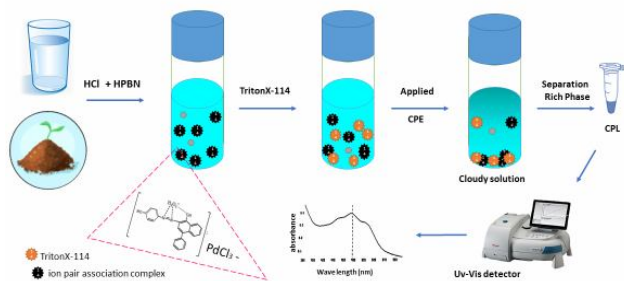 HCl + HPBN
TritonX-114
Applied
CPE
Separation
Rich Phase
CPL
Cloudy solution
PdCl₃ -
absorbance
Wave length (nm)
Uv-Vis detector
TritonX-114
ion pair association complex